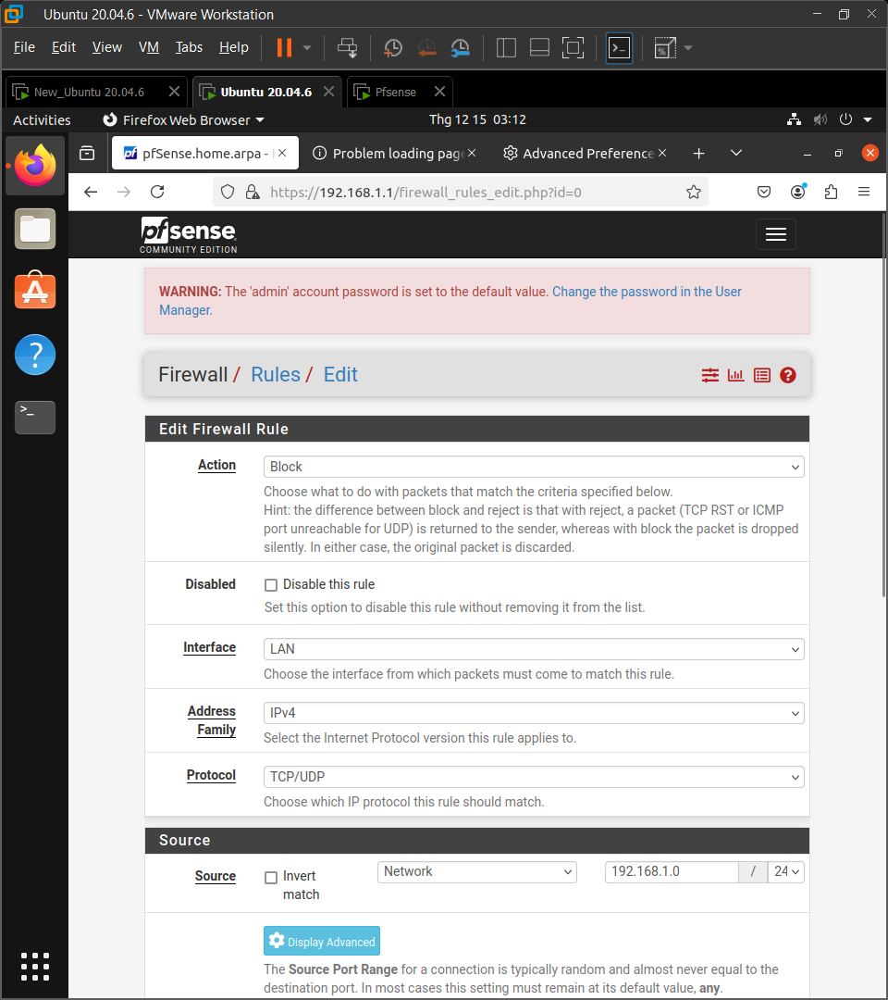 Ubuntu 20.04.6 - VMware Workstation
File Edit View VM Tabs Help
New_Ubuntu 20.04.6 Ubuntu 20.04.6 Pfsense
Activities Firefox Web Browser Thg 12 15 03:12
pfSense.home.arpa - Problem loading page Advanced Preference
https://192.168.1.1/firewall_rules_edit.php?id=0
pfsense
COMMUNITY EDITION
WARNING: The 'admin' account password is set to the default value. Change the password in the User
Manager.
Firewall / Rules / Edit
Edit Firewall Rule
Action Block
Choose what to do with packets that match the criteria specified below.
Hint: the difference between block and reject is that with reject, a packet (TCP RST or ICMP
port unreachable for UDP) is returned to the sender, whereas with block the packet is dropped
silently. In either case, the original packet is discarded.
Disabled Disable this rule
Set this option to disable this rule without removing it from the list.
Interface LAN
Choose the interface from which packets must come to match this rule.
Address
Family IPv4
Select the Internet Protocol version this rule applies to.
Protocol TCP/UDP
Choose which IP protocol this rule should match.
Source
Source Invert
match Network 192.168.1.0 / 24
Display Advanced
The Source Port Range for a connection is typically random and almost never equal to the
destination port. In most cases this setting must remain at its default value, any.